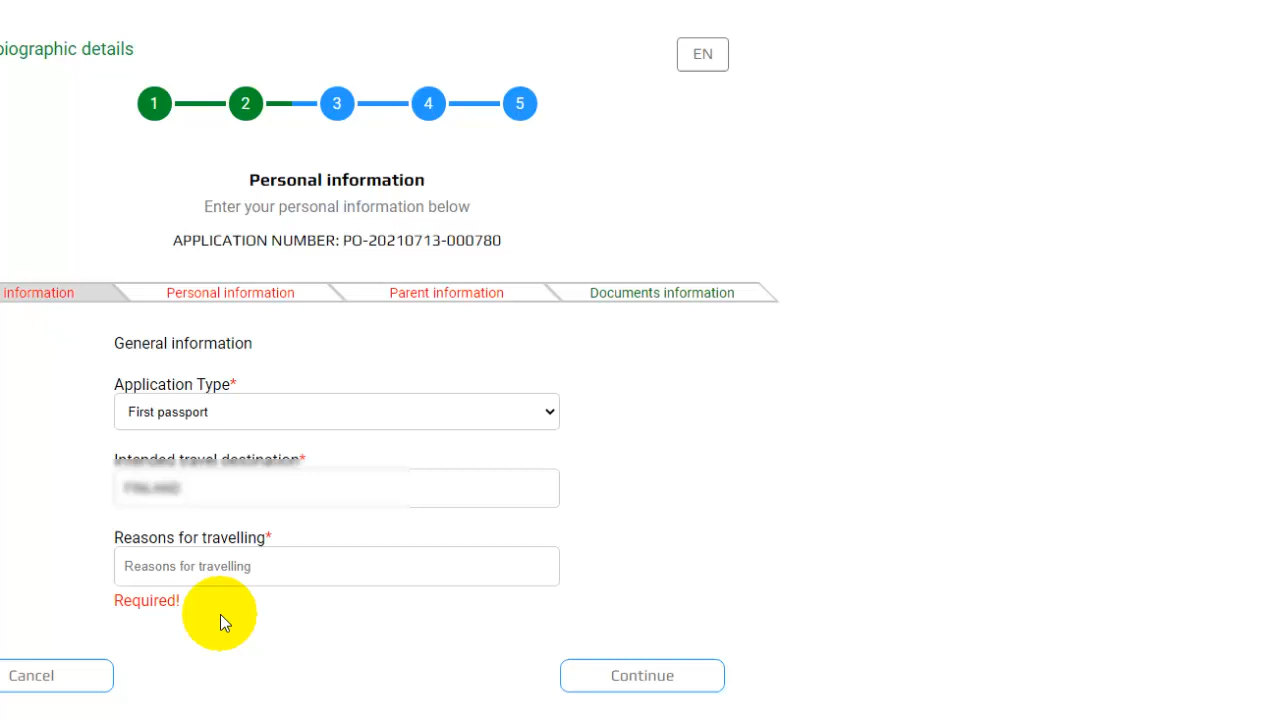 biographic details
EN
1 2 3 4 5
Personal information
Enter your personal information below
APPLICATION NUMBER: PO-20210713-000780
information Personal information Parent information Documents information
General information
Application Type*
First passport
Intended travel destination*
FINLAND
Reasons for travelling*
Reasons for travelling
Required!
Cancel Continue